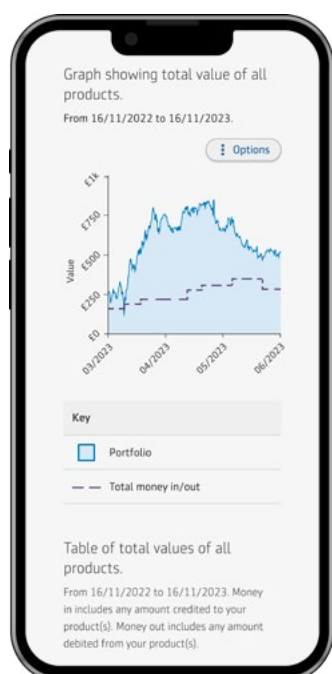 Graph showing total value of all
products.
From 16/11/2022 to 16/11/2023.
Options
£1k
£750
£500
£250
£0
Value
03/2023
04/2023
05/2023
06/2023
Key
Portfolio
Total money in/out
Table of total values of all
products.
From 16/11/2022 to 16/11/2023. Money
in includes any amount credited to your
product(s). Money out includes any amount
debited from your product(s).